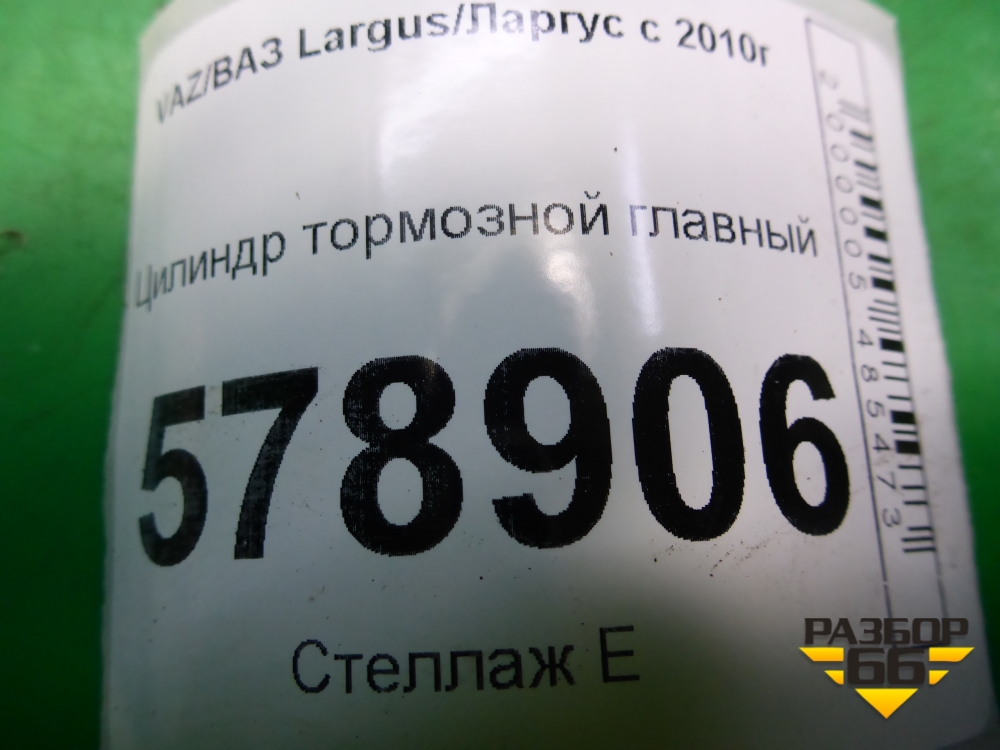 VAZ/ВАЗ Largus/Ларгус с 2010г
Цилиндр тормозной главный
578906
Стеллаж Е
2000005485473
РАЗБОР
66